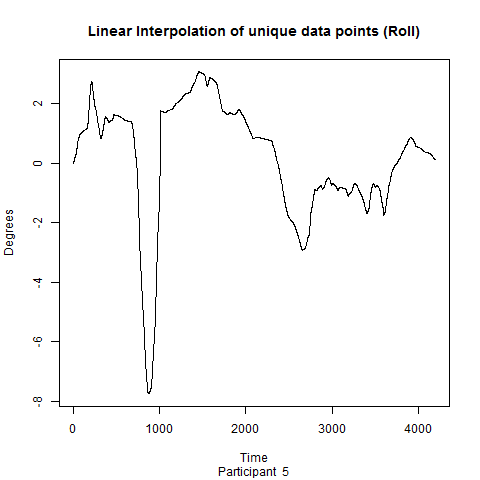 Linear Interpolation of unique data points (Roll)
Degrees
2
0
-2
-4
-6
-8
0 1000 2000 3000 4000
Time
Participant 5